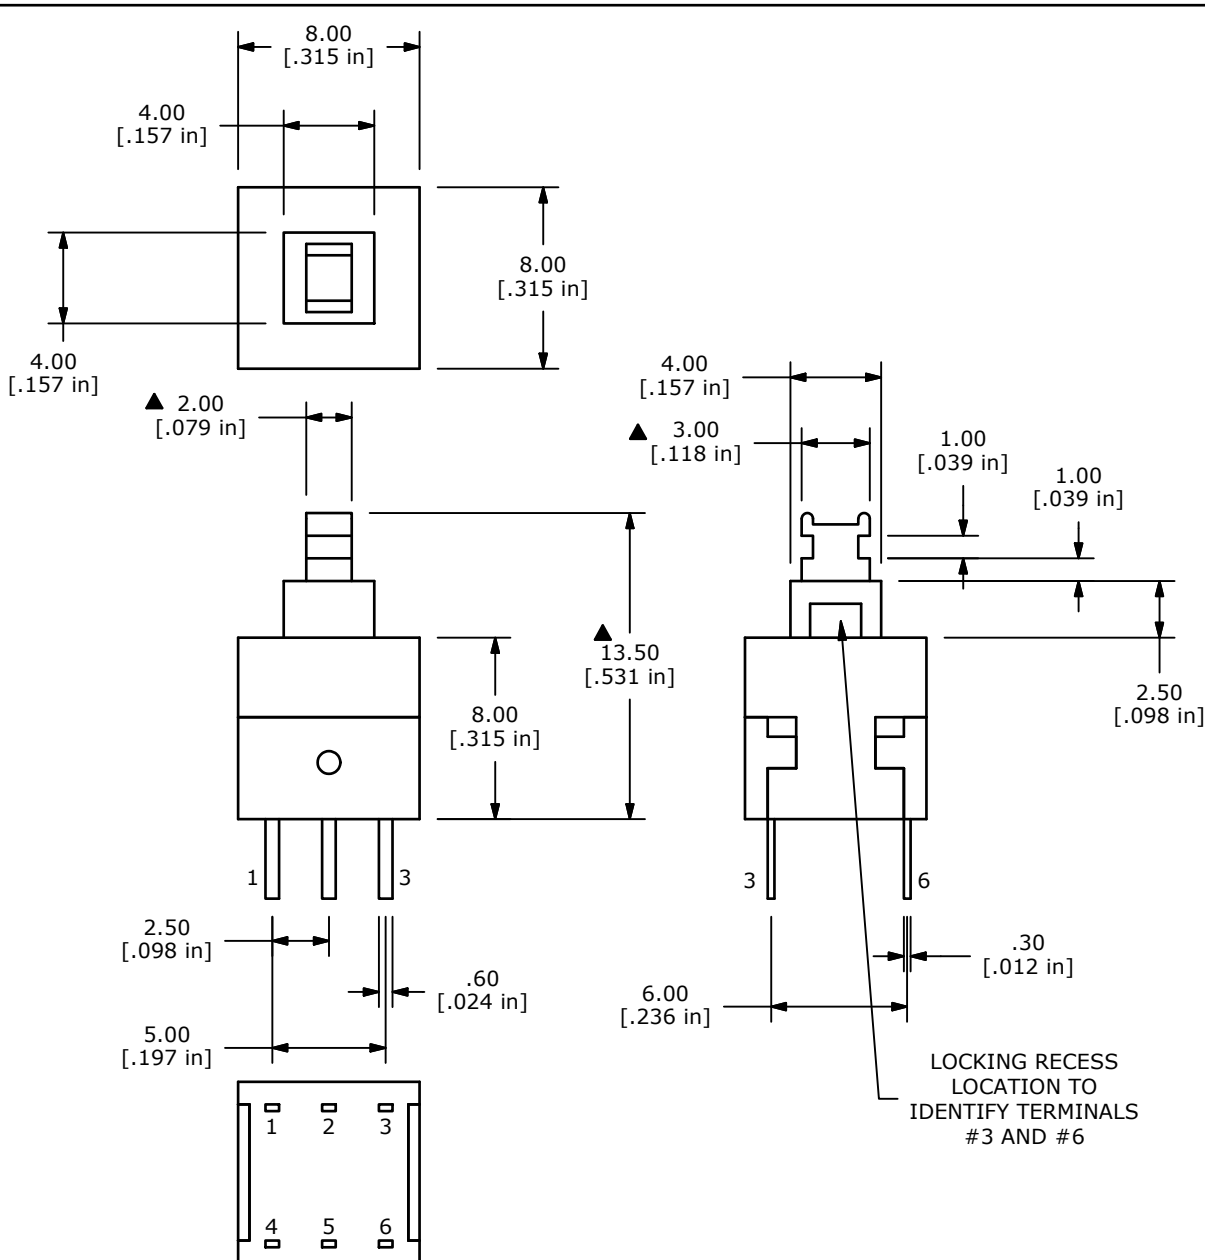 8.00
[.315 in]
4.00
[.157 in]
8.00
[.315 in]
4.00
[.157 in]
▲ 2.00
[.079 in]
4.00
[.157 in]
▲ 3.00
[.118 in]
1.00
[.039 in]
1.00
[.039 in]
▲
13.50
[.531 in]
8.00
[.315 in]
2.50
[.098 in]
1
3
3
6
2.50
[.098 in]
.60
[.024 in]
5.00
[.197 in]
.30
[.012 in]
6.00
[.236 in]
LOCKING RECESS
LOCATION TO
IDENTIFY TERMINALS
#3 AND #6
1 2 3
4 5 6